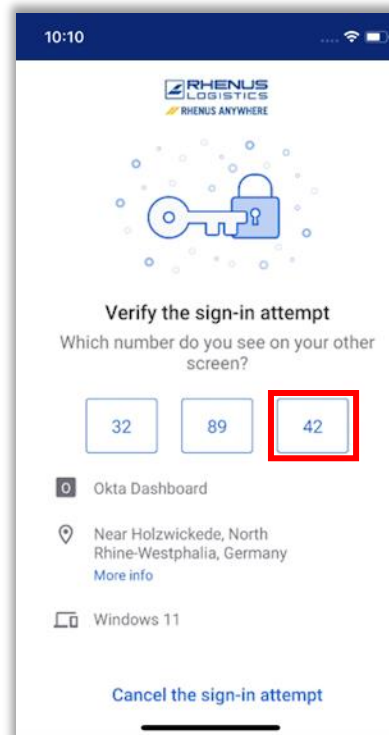 10:10
RHENUS
LOGISTICS
RHENUS ANYWHERE
Verify the sign-in attempt
Which number do you see on your other
screen?
32 89 42
O Okta Dashboard
Near Holzwickede, North
Rhine-Westphalia, Germany
More info
Windows 11
Cancel the sign-in attempt